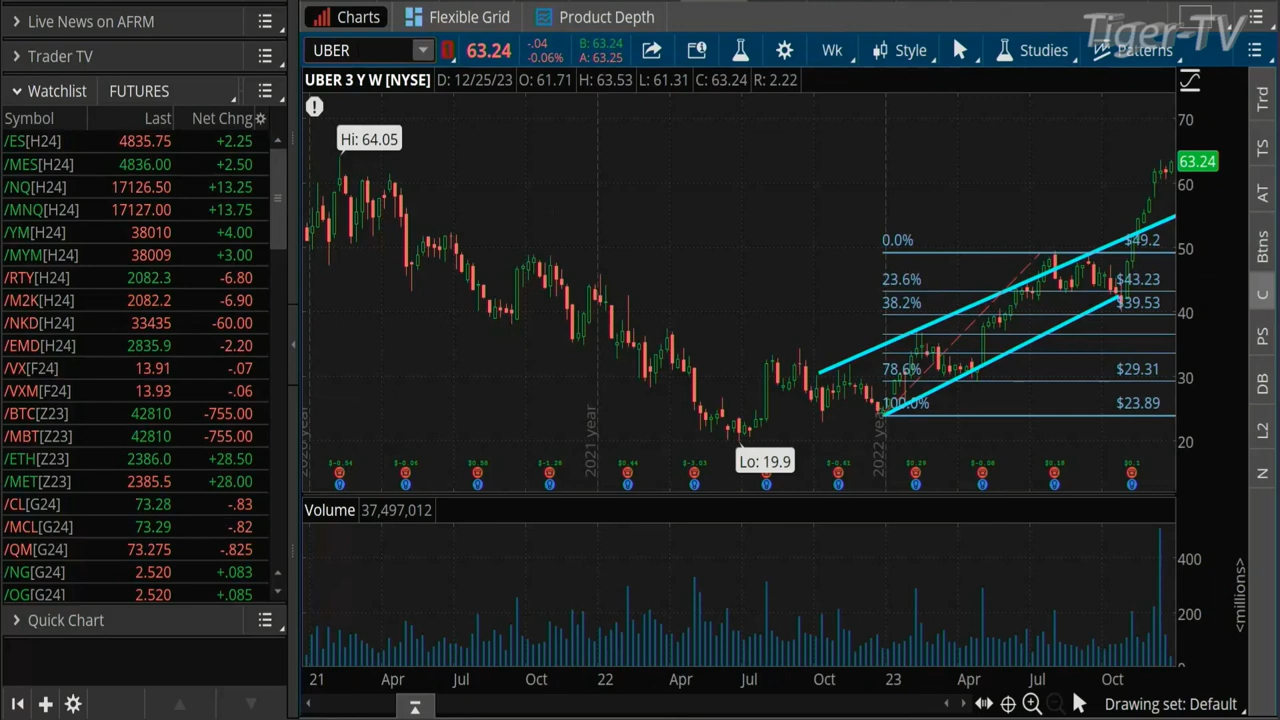 Live News on AFRM
Trader TV
Watchlist FUTURES
Symbol Last Net Chng
/ES[H24] 4835.75 +2.25
/MES[H24] 4836.00 +2.50
/NQ[H24] 17126.50 +13.25
/MNQ[H24] 17127.00 +13.75
/YM[H24] 38010 +4.00
/MYM[H24] 38009 +3.00
/RTY[H24] 2082.3 -6.80
/M2K[H24] 2082.2 -6.90
/NKD[H24] 33435 -60.00
/EMD[H24] 2835.9 -2.20
/VX[F24] 13.91 -.07
/VXM[F24] 13.93 -.06
/BTC[Z23] 42810 -755.00
/MBT[Z23] 42810 -755.00
/ETH[Z23] 2386.0 +28.50
/MET[Z23] 2385.5 +28.00
/CL[G24] 73.28 -.83
/MCL[G24] 73.29 -.82
/QM[G24] 73.275 -.825
/NG[G24] 2.520 +.083
/OG[G24] 2.520 +.085
Quick Chart
Charts Flexible Grid Product Depth
Tiger-TV
UBER 63.24 -.04 -0.06% B: 63.24 A: 63.25 Wk Style Studies Patterns
UBER 3 Y W [NYSE] D: 12/25/23 O: 61.71 H: 63.53 L: 61.31 C: 63.24 R: 2.22
Hi: 64.05
70
63.24
60
50
40
30
20
0.0% $49.2
23.6% $43.23
38.2% $39.53
78.6% $29.31
100.0% $23.89
Lo: 19.9
2021 year
2022 year
Volume 37,497,012
400
200
0
<millions>
21 Apr Jul Oct 22 Apr Jul Oct 23 Apr Jul Oct
Drawing set: Default
Trd
TS
AT
Btns
C
PS
DB
L2
N